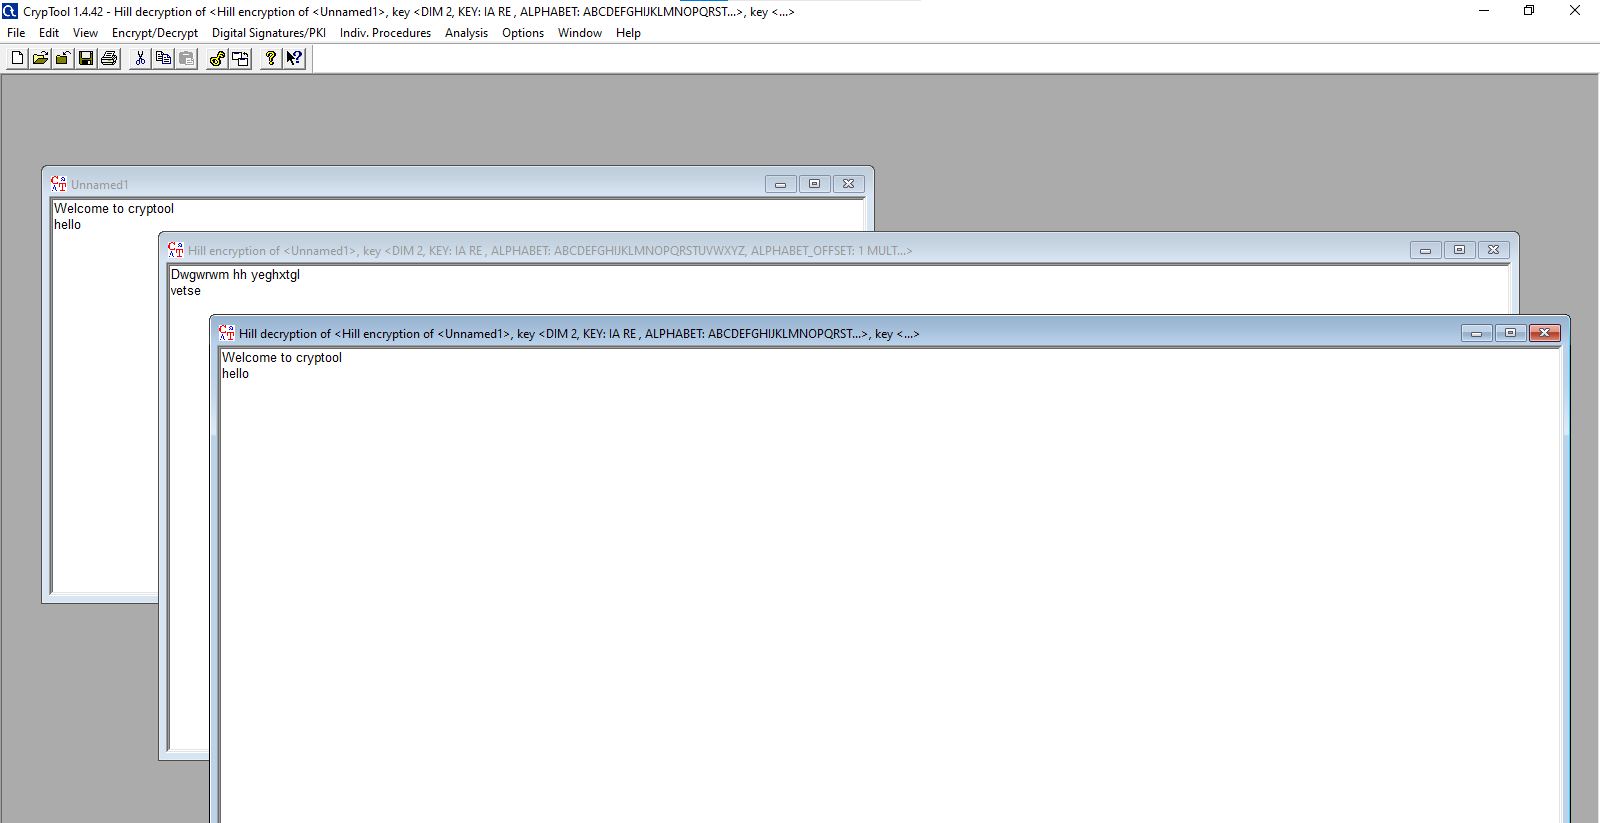 CrypTool 1.4.42 - Hill decryption of <Hill encryption of <Unnamed1>, key <DIM 2, KEY: IA RE , ALPHABET: ABCDEFGHIJKLMNOPQRST...>, key <...>
File Edit View Encrypt/Decrypt Digital Signatures/PKI Indiv. Procedures Analysis Options Window Help
Unnamed1
Welcome to cryptool
hello
Hill encryption of <Unnamed1>, key <DIM 2, KEY: IA RE , ALPHABET: ABCDEFGHIJKLMNOPQRSTUVWXYZ, ALPHABET_OFFSET: 1 MULT...>
Dwgwrwm hh yeghxtgl
vetse
Hill decryption of <Hill encryption of <Unnamed1>, key <DIM 2, KEY: IA RE , ALPHABET: ABCDEFGHIJKLMNOPQRST...>, key <...>
Welcome to cryptool
hello